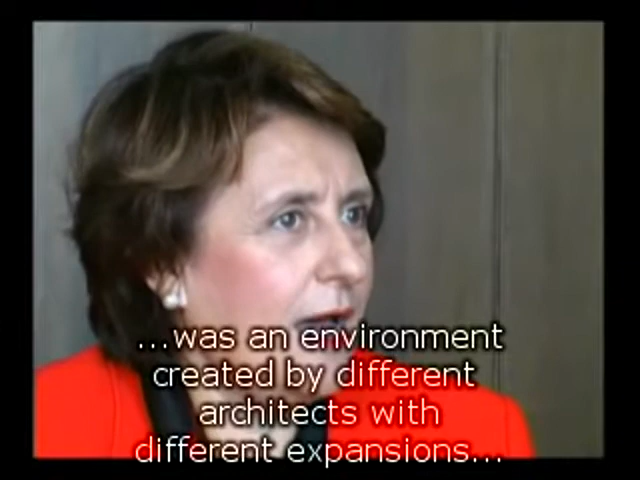 ...was an environment
created by different
architects with
different expansions...